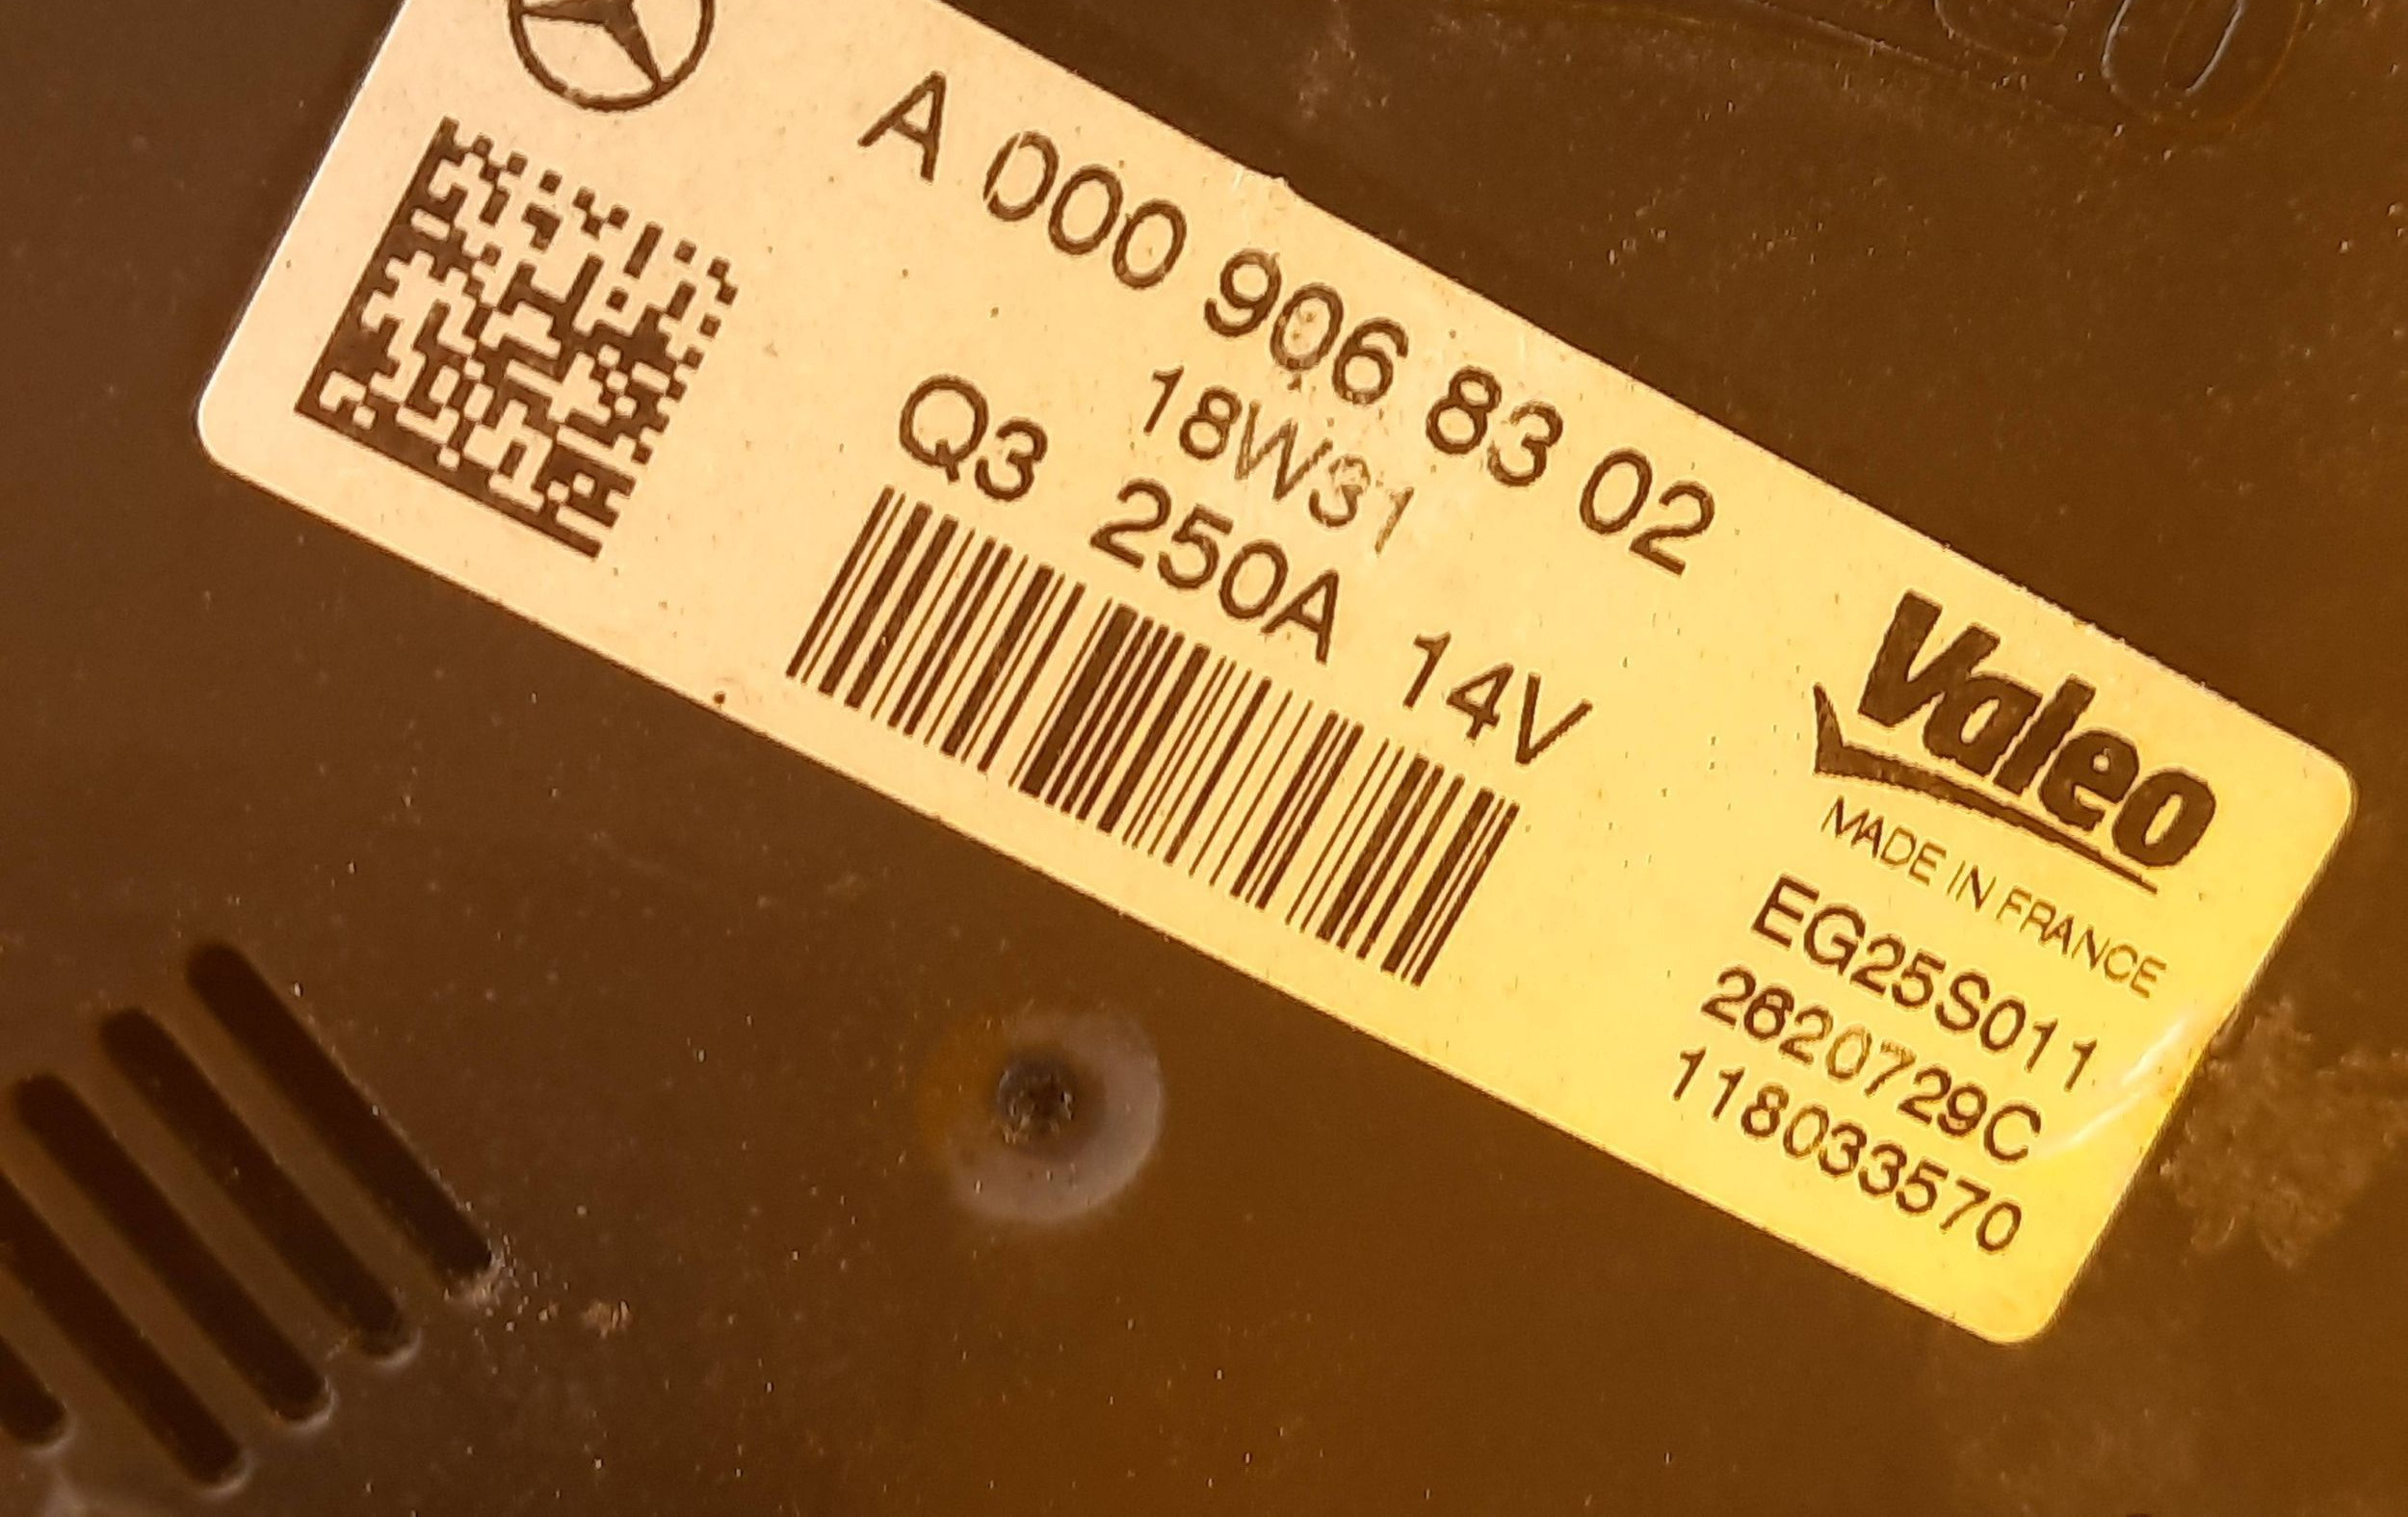 A 000 906 83 02
18W31
Q3 250A 14V
Valeo
MADE IN FRANCE
EG25S011
2620729C
118033570